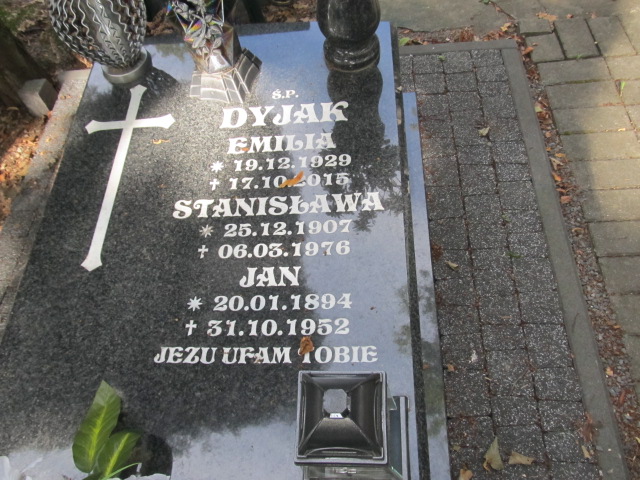 Ś.P.
DYJAK
EMILIA
* 19.12.1929
† 17.10.2015
STANISŁAWA
* 25.12.1907
† 06.03.1976
JAN
* 20.01.1894
† 31.10.1952
JEZU UFAM TOBIE